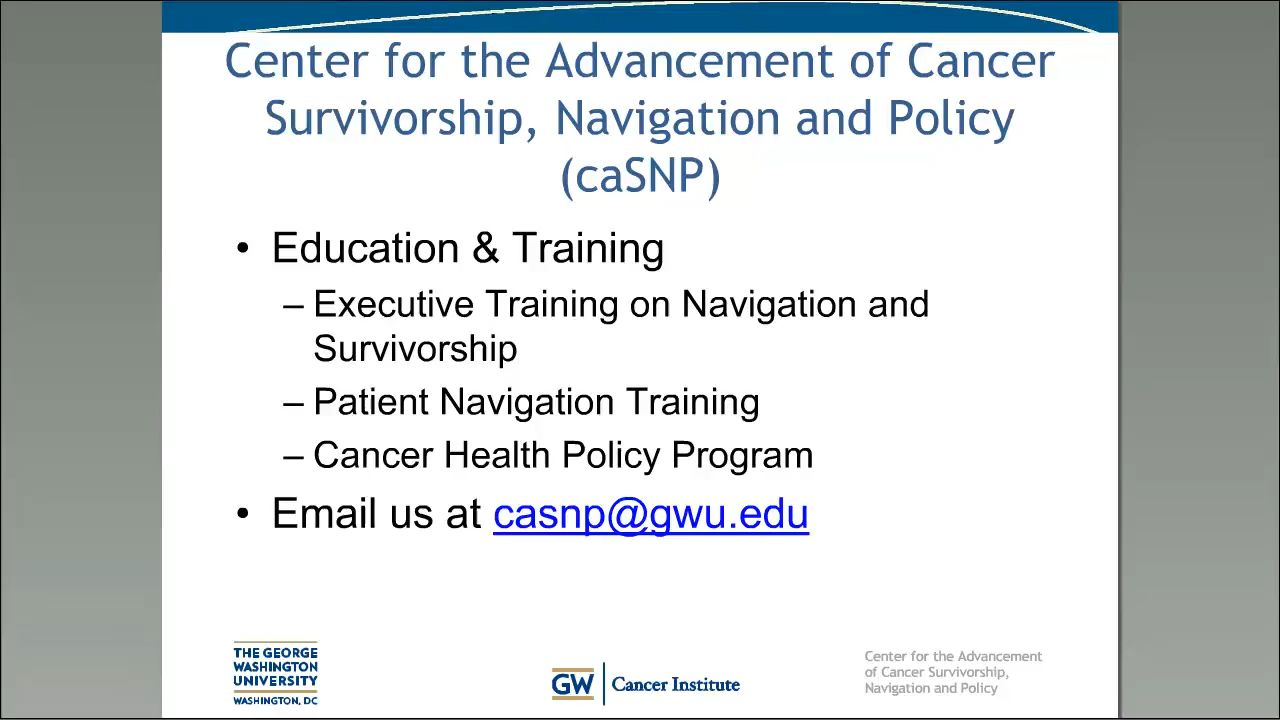 Center for the Advancement of Cancer
Survivorship, Navigation and Policy
(caSNP)
• Education & Training
– Executive Training on Navigation and
Survivorship
– Patient Navigation Training
– Cancer Health Policy Program
• Email us at casnp@gwu.edu
THE GEORGE
WASHINGTON
UNIVERSITY
WASHINGTON, DC
GW Cancer Institute
Center for the Advancement
of Cancer Survivorship,
Navigation and Policy